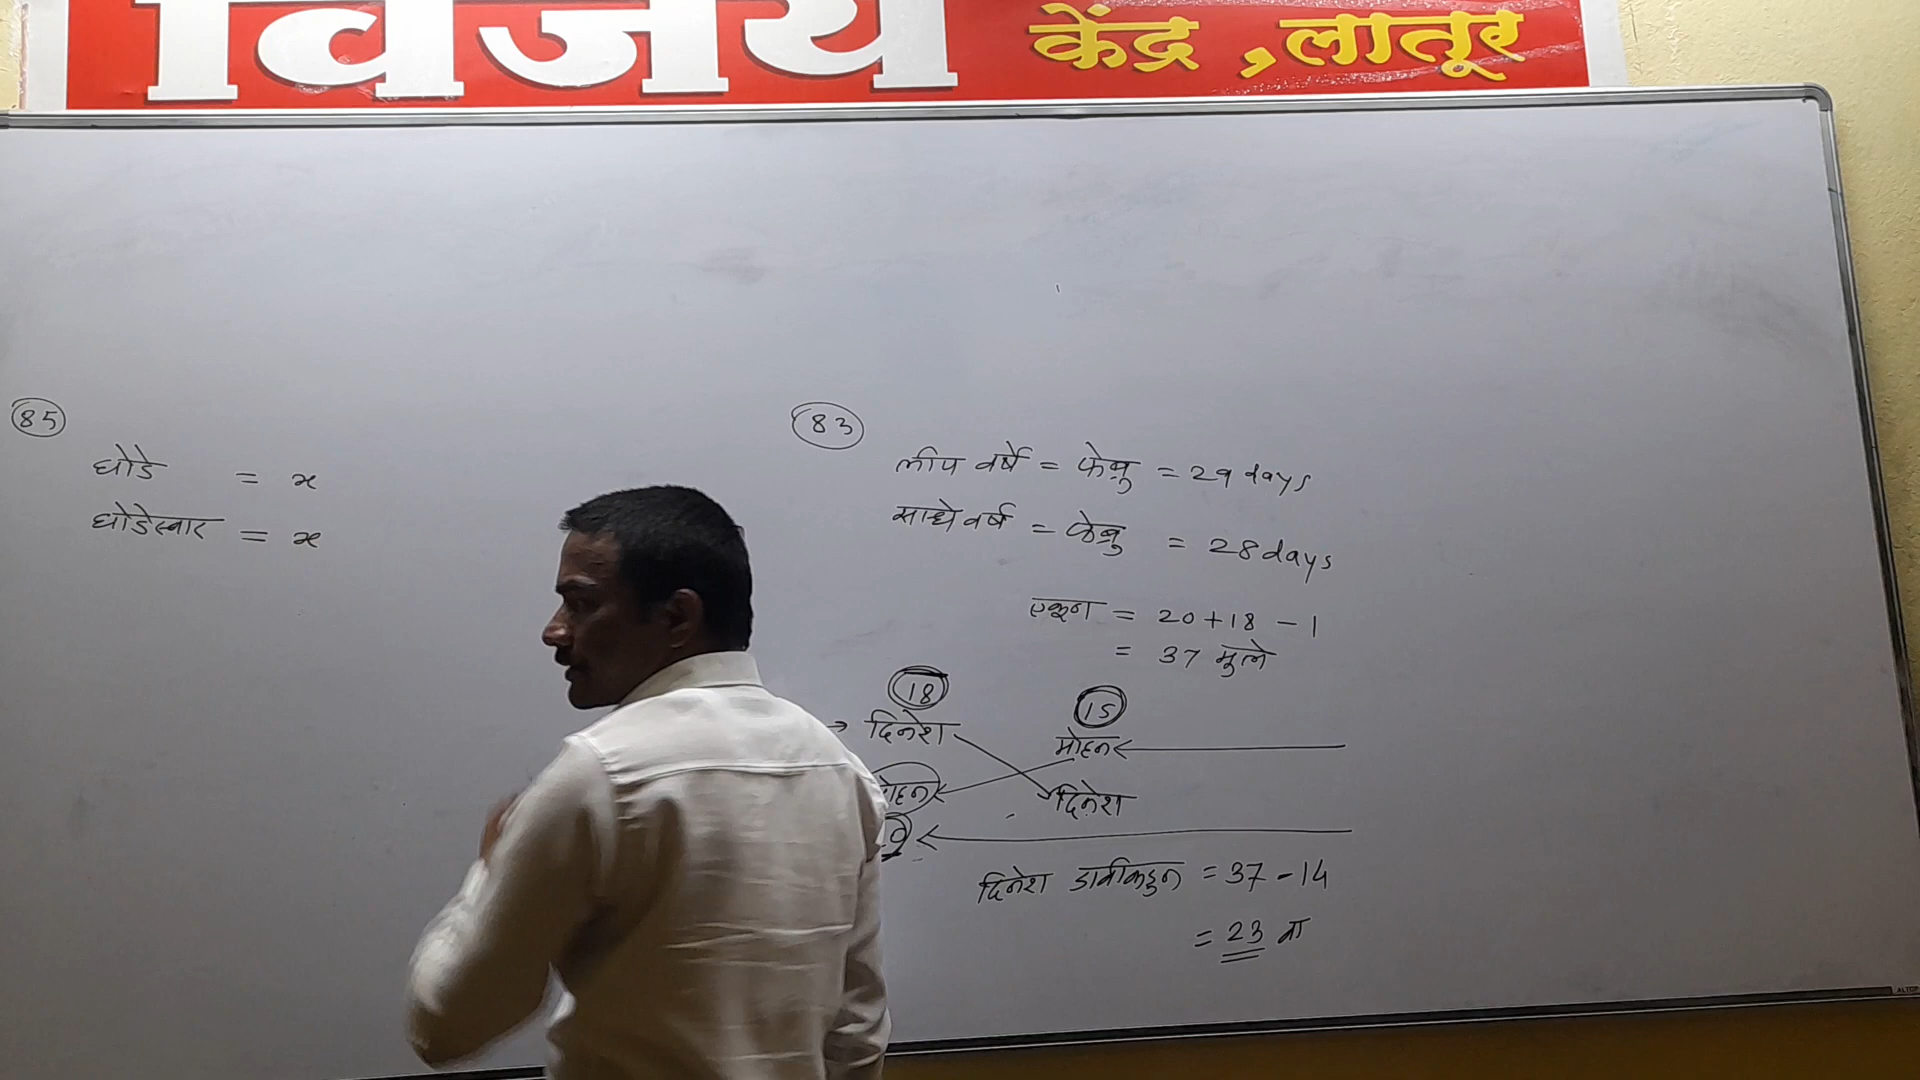 विजय केंद्र, लातूर
85
घोडे = x
घोडेस्वार = x
83
लीप वर्षे = फेब्रु = 29 days
साधे वर्षे = फेब्रु = 28 days
एकूण = 20 + 18 - 1
= 37 मुले
18
15
→ दिनेश
मोहन
दिनेश
दिनेश डावीकडून = 37 - 14
= 23 वा